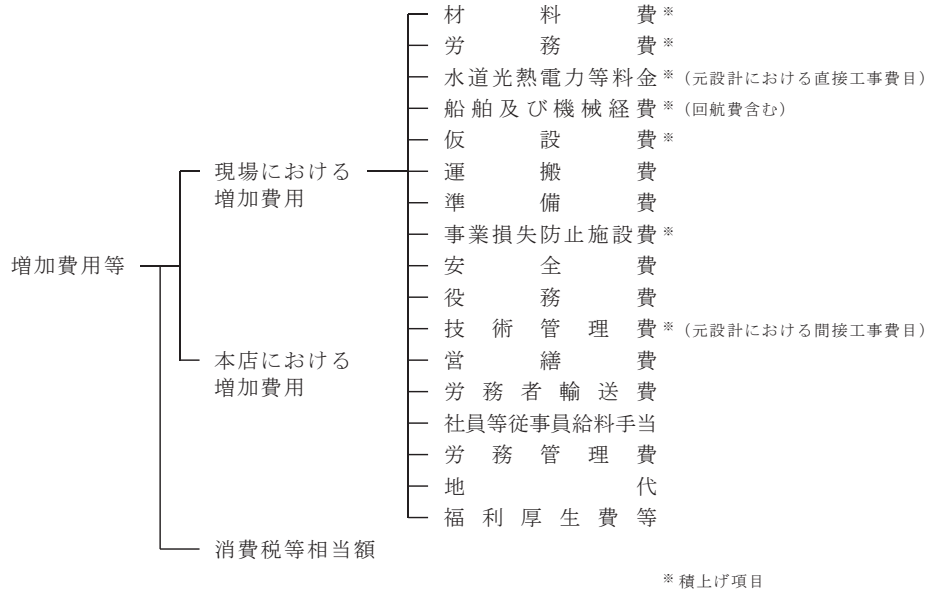 増加費用等
現場における
増加費用
材料費※
労務費※
水道光熱電力等料金※(元設計における直接工事費目)
船舶及び機械経費※(回航費含む)
仮設費※
運搬費
準備費
事業損失防止施設費※
安全費
役務費
技術管理費※(元設計における間接工事費目)
営繕費
労務者輸送費
社員等従事員給料手当
労務管理費
地代
福利厚生費等
本店における
増加費用
消費税等相当額
※積上げ項目